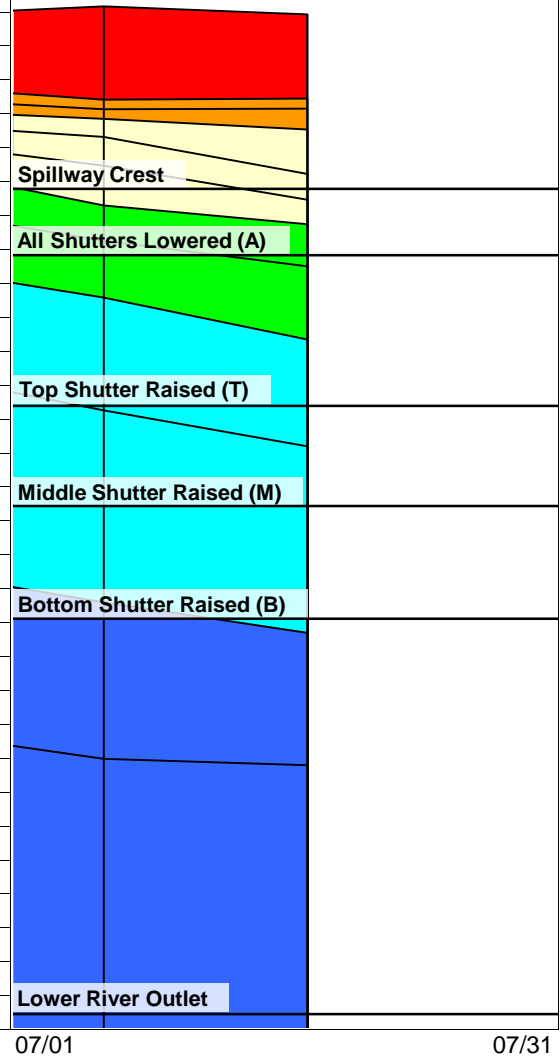 Spillway Crest
All Shutters Lowered (A)
Top Shutter Raised (T)
Middle Shutter Raised (M)
Bottom Shutter Raised (B)
Lower River Outlet
07/01 07/31